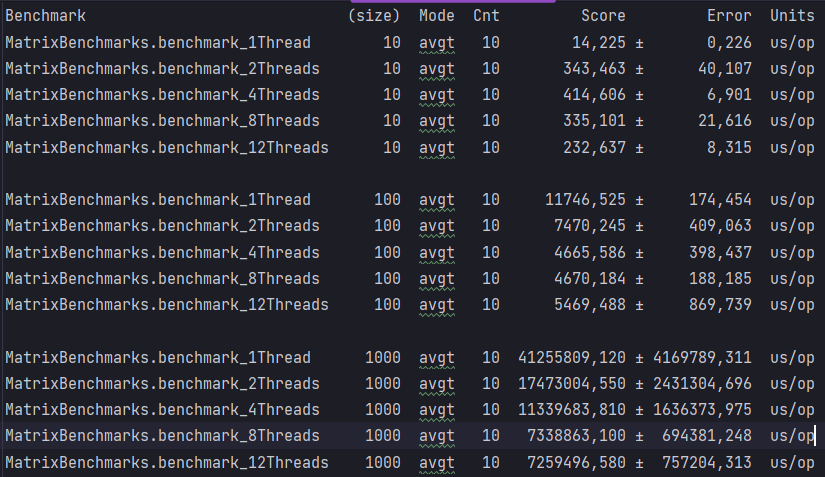 Benchmark (size) Mode Cnt Score Error Units
MatrixBenchmarks.benchmark_1Thread 10 avgt 10 14,225 ± 0,226 us/op
MatrixBenchmarks.benchmark_2Threads 10 avgt 10 343,463 ± 40,107 us/op
MatrixBenchmarks.benchmark_4Threads 10 avgt 10 414,606 ± 6,901 us/op
MatrixBenchmarks.benchmark_8Threads 10 avgt 10 335,101 ± 21,616 us/op
MatrixBenchmarks.benchmark_12Threads 10 avgt 10 232,637 ± 8,315 us/op
MatrixBenchmarks.benchmark_1Thread 100 avgt 10 11746,525 ± 174,454 us/op
MatrixBenchmarks.benchmark_2Threads 100 avgt 10 7470,245 ± 409,063 us/op
MatrixBenchmarks.benchmark_4Threads 100 avgt 10 4665,586 ± 398,437 us/op
MatrixBenchmarks.benchmark_8Threads 100 avgt 10 4670,184 ± 188,185 us/op
MatrixBenchmarks.benchmark_12Threads 100 avgt 10 5469,488 ± 869,739 us/op
MatrixBenchmarks.benchmark_1Thread 1000 avgt 10 41255809,120 ± 4169789,311 us/op
MatrixBenchmarks.benchmark_2Threads 1000 avgt 10 17473004,550 ± 2431304,696 us/op
MatrixBenchmarks.benchmark_4Threads 1000 avgt 10 11339683,810 ± 1636373,975 us/op
MatrixBenchmarks.benchmark_8Threads 1000 avgt 10 7338863,100 ± 694381,248 us/op
MatrixBenchmarks.benchmark_12Threads 1000 avgt 10 7259496,580 ± 757204,313 us/op